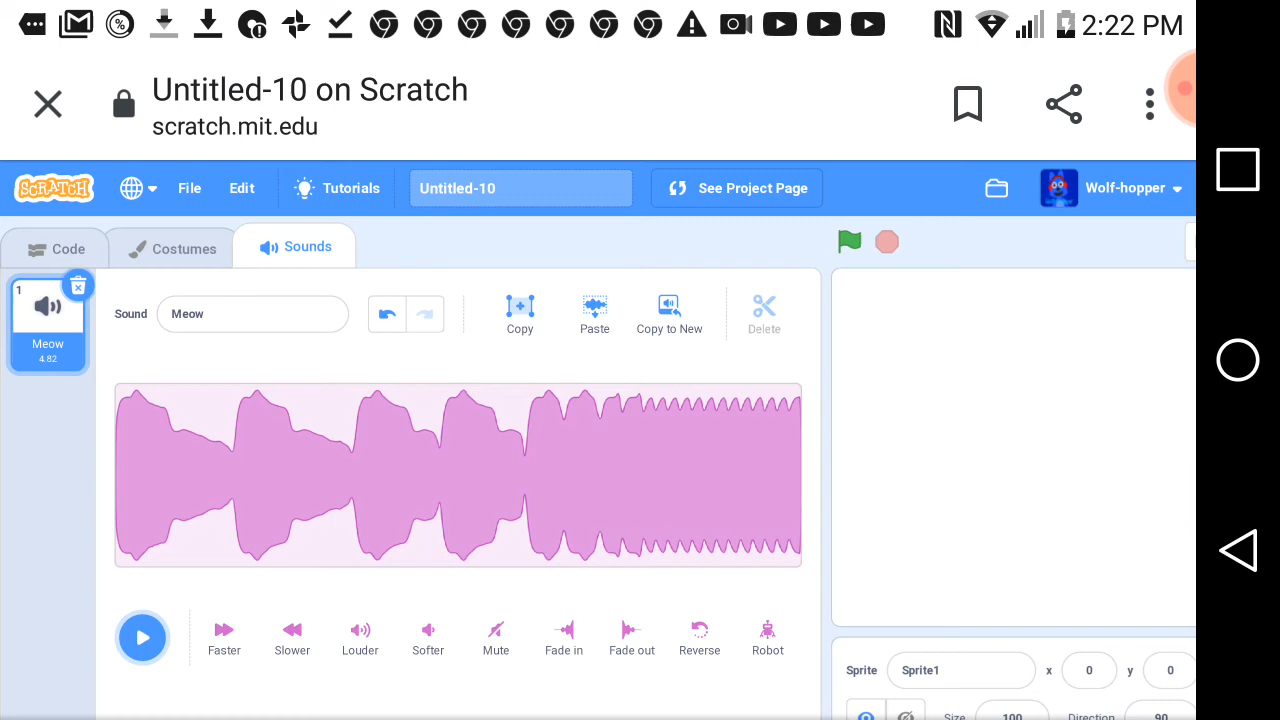 2:22 PM
Untitled-10 on Scratch
scratch.mit.edu
SCRATCH File Edit Tutorials Untitled-10 See Project Page Wolf-hopper
Code Costumes Sounds
1
Meow
4.82
Sound Meow Copy Paste Copy to New Delete
Faster Slower Louder Softer Mute Fade in Fade out Reverse Robot
Sprite Sprite1 x 0 y 0
Size 100 Direction 90